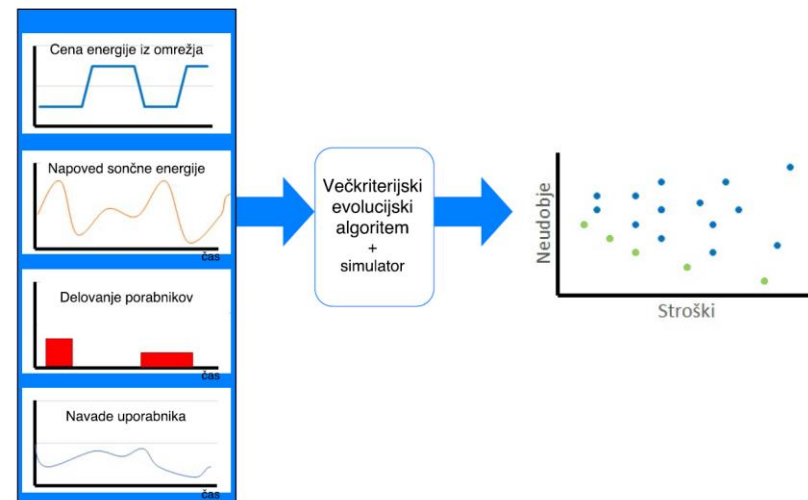 Cena energije iz omrežja
Napoved sončne energije
čas
Delovanje porabnikov
čas
Navade uporabnika
čas
Večkriterijski
evolucijski
algoritem
+
simulator
Neudobje
Stroški